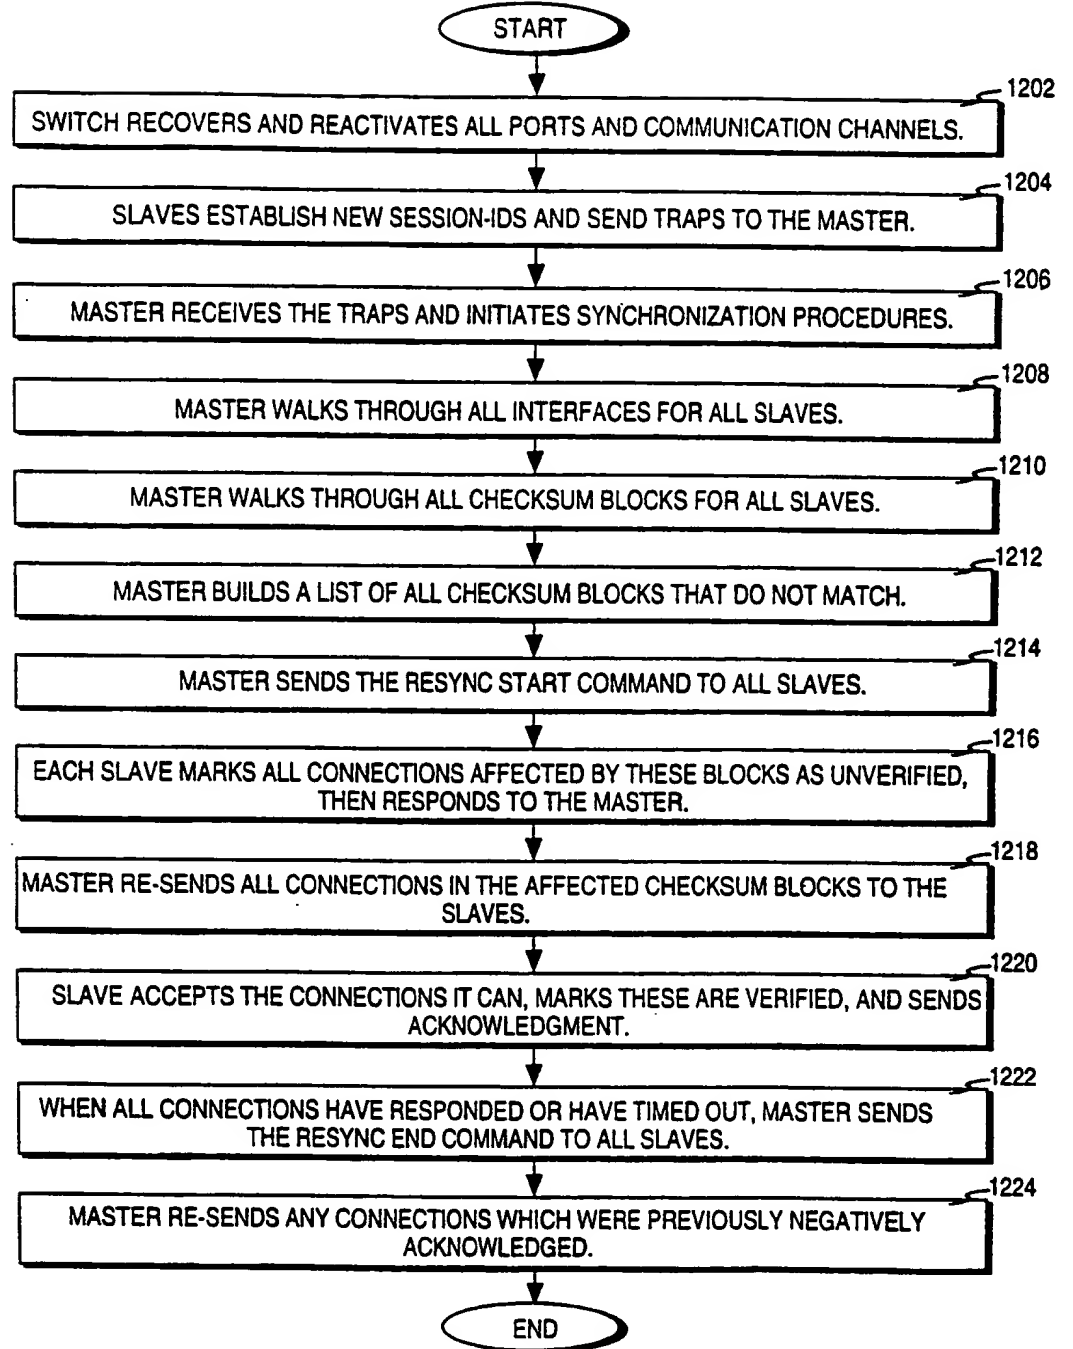 START
1202
SWITCH RECOVERS AND REACTIVATES ALL PORTS AND COMMUNICATION CHANNELS.
1204
SLAVES ESTABLISH NEW SESSION-IDS AND SEND TRAPS TO THE MASTER.
1206
MASTER RECEIVES THE TRAPS AND INITIATES SYNCHRONIZATION PROCEDURES.
1208
MASTER WALKS THROUGH ALL INTERFACES FOR ALL SLAVES.
1210
MASTER WALKS THROUGH ALL CHECKSUM BLOCKS FOR ALL SLAVES.
1212
MASTER BUILDS A LIST OF ALL CHECKSUM BLOCKS THAT DO NOT MATCH.
1214
MASTER SENDS THE RESYNC START COMMAND TO ALL SLAVES.
1216
EACH SLAVE MARKS ALL CONNECTIONS AFFECTED BY THESE BLOCKS AS UNVERIFIED,
THEN RESPONDS TO THE MASTER.
1218
MASTER RE-SENDS ALL CONNECTIONS IN THE AFFECTED CHECKSUM BLOCKS TO THE
SLAVES.
1220
SLAVE ACCEPTS THE CONNECTIONS IT CAN, MARKS THESE ARE VERIFIED, AND SENDS
ACKNOWLEDGMENT.
1222
WHEN ALL CONNECTIONS HAVE RESPONDED OR HAVE TIMED OUT, MASTER SENDS
THE RESYNC END COMMAND TO ALL SLAVES.
1224
MASTER RE-SENDS ANY CONNECTIONS WHICH WERE PREVIOUSLY NEGATIVELY
ACKNOWLEDGED.
END